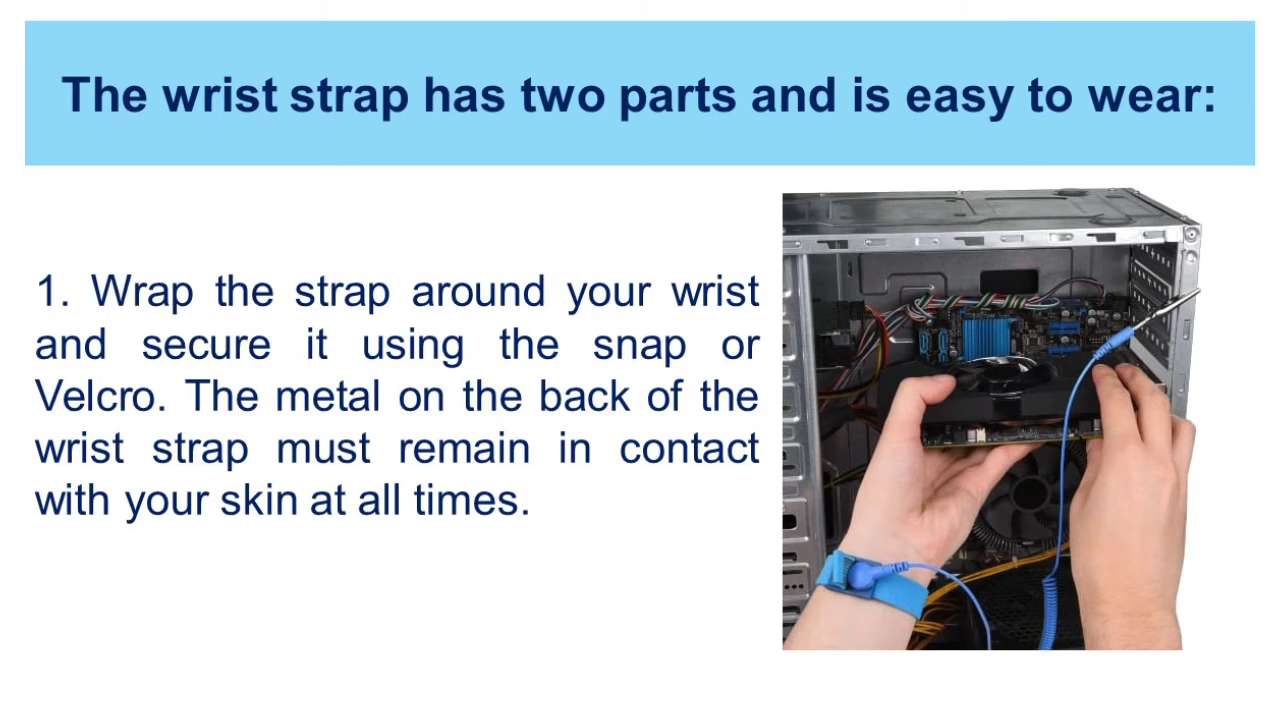 The wrist strap has two parts and is easy to wear:
1. Wrap the strap around your wrist
and secure it using the snap or
Velcro. The metal on the back of the
wrist strap must remain in contact
with your skin at all times.